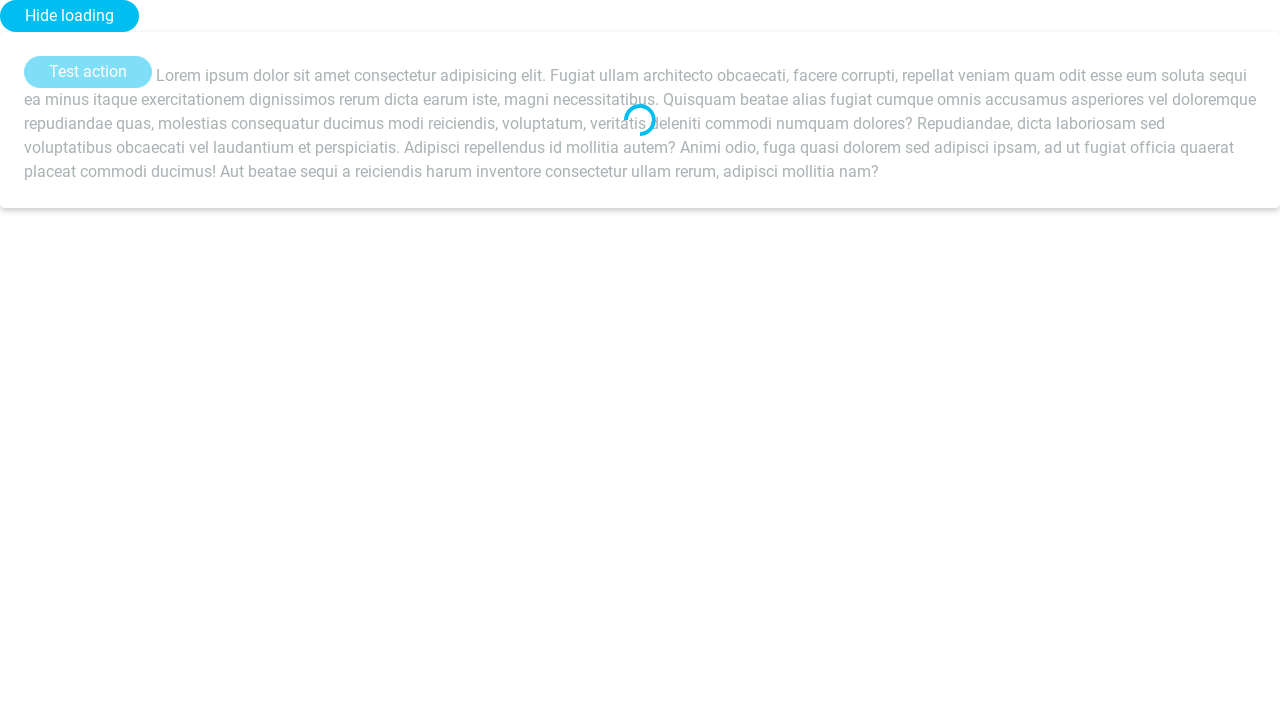 Hide loading
Test action Lorem ipsum dolor sit amet consectetur adipisicing elit. Fugiat ullam architecto obcaecati, facere corrupti, repellat veniam quam odit esse eum soluta sequi
ea minus itaque exercitationem dignissimos rerum dicta earum iste, magni necessitatibus. Quisquam beatae alias fugiat cumque omnis accusamus asperiores vel doloremque
repudiandae quas, molestias consequatur ducimus modi reiciendis, voluptatum, veritatis deleniti commodi numquam dolores? Repudiandae, dicta laboriosam sed
voluptatibus obcaecati vel laudantium et perspiciatis. Adipisci repellendus id mollitia autem? Animi odio, fuga quasi dolorem sed adipisci ipsam, ad ut fugiat officia quaerat
placeat commodi ducimus! Aut beatae sequi a reiciendis harum inventore consectetur ullam rerum, adipisci mollitia nam?